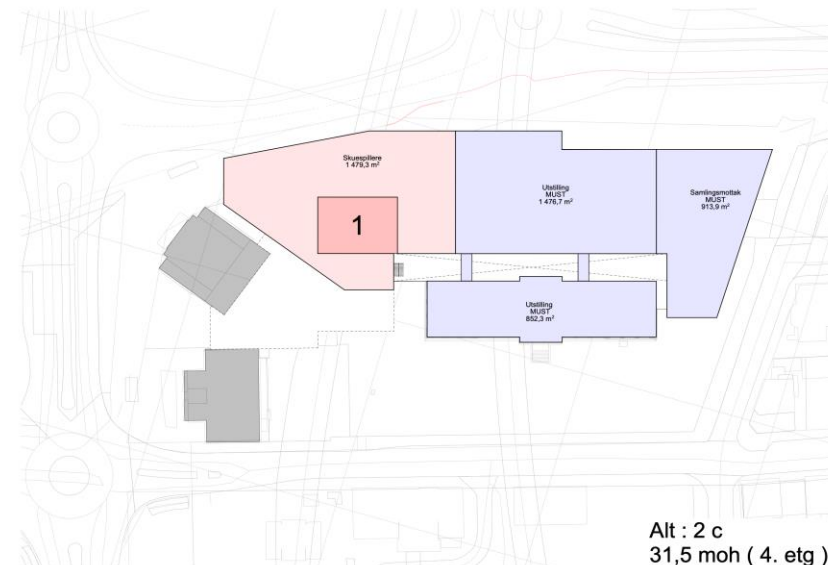 Skuespillere
1 479,3 m²
Utstilling
MUST
1 476,7 m²
Samlingsmottak
MUST
913,9 m²
1
Utstilling
MUST
852,3 m²
Alt : 2 c
31,5 moh ( 4. etg )